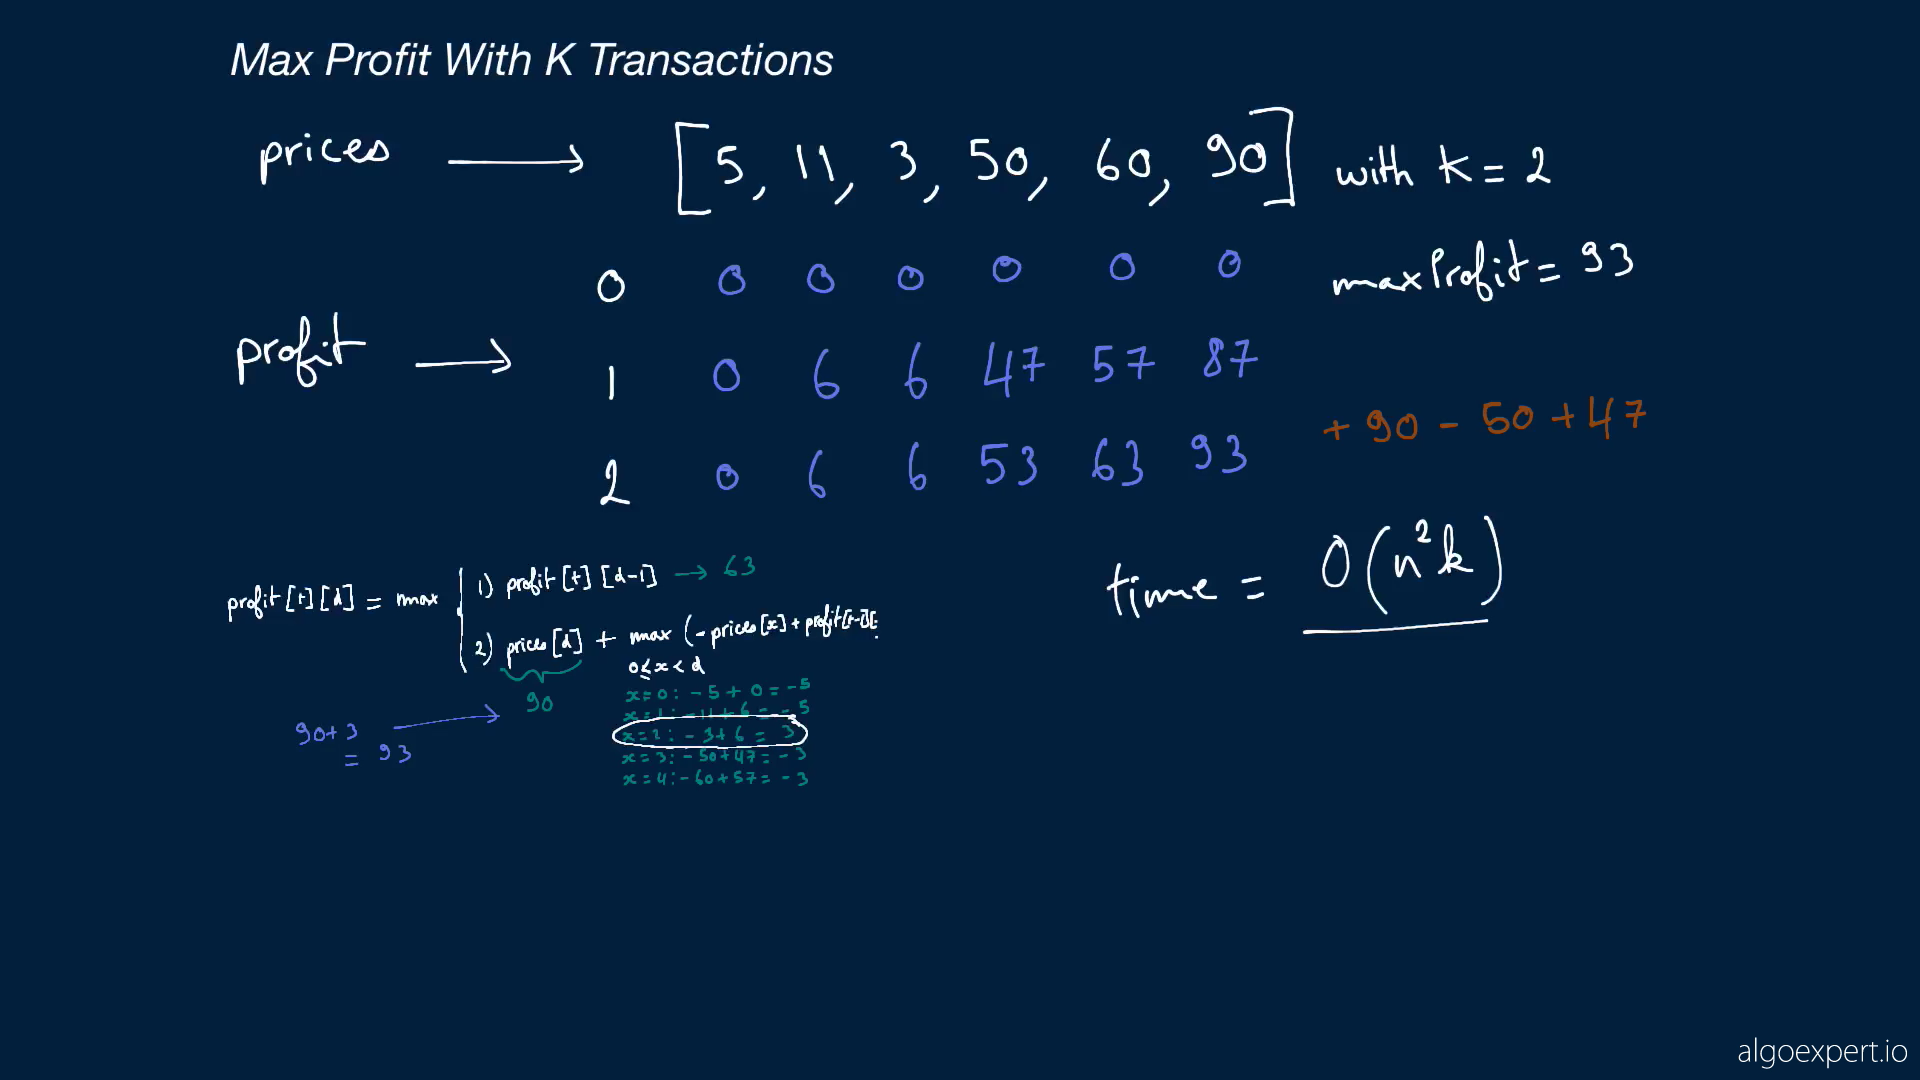 Max Profit With K Transactions
prices → [5, 11, 3, 50, 60, 90] with k = 2
0 0 0 0 0 0 0
maxProfit = 93
profit →
1 0 6 6 47 57 87
+ 90 - 50 + 47
2 0 6 6 53 63 93
time = O(n²k)
profit[t][d] = max
1) profit[t][d-1] → 63
2) prices[d] + max (-prices[x] + profit[t-1][
0≤x<d
90
x=0: -5+0=-5
x=1: -11+6=-5
x=2: -3+6=3
x=3: -50+47=-3
x=4: -60+57=-3
90+3 →
= 93
algoexpert.io